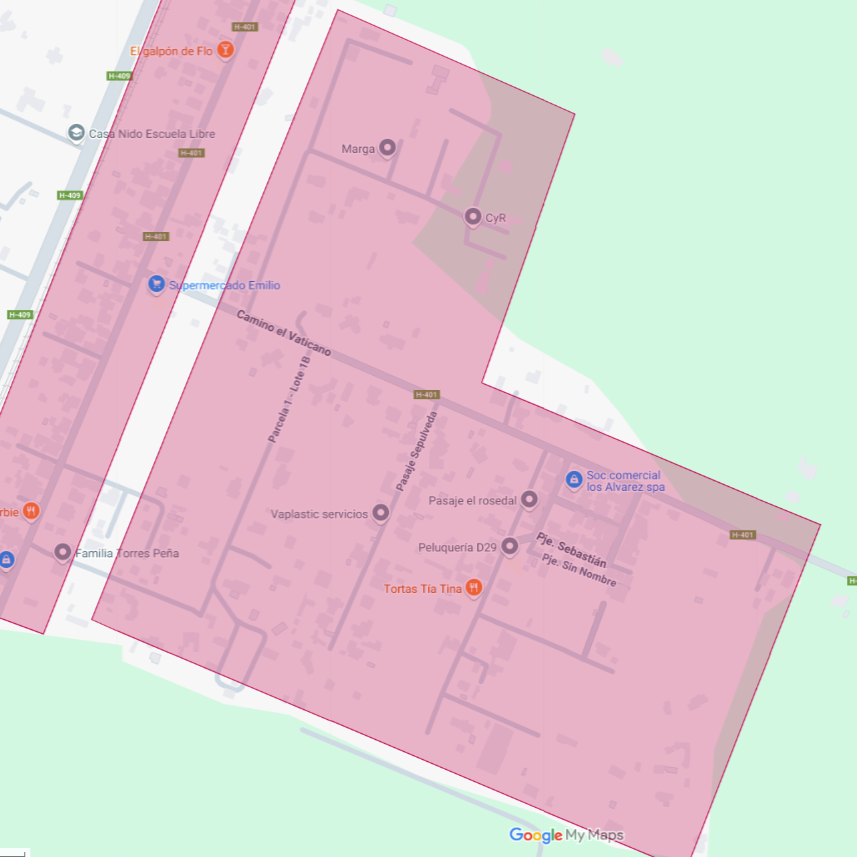 H-401
El galpón de Flo
H-409
Casa Nido Escuela Libre
Marga
H-401
H-409
CyR
H-401
Supermercado Emilio
H-409
Camino el Vaticano
Parcela 1 - Lote 1B
H-401
Pasaje Sepulveda
Soc.comercial
los Alvarez spa
Pasaje el rosedal
rbie
Vaplastic servicios
H-401
Peluquería D29
Pje. Sebastián
Familia Torres Peña
Pje. Sin Nombre
H-
Tortas Tía Tina
Google My Maps